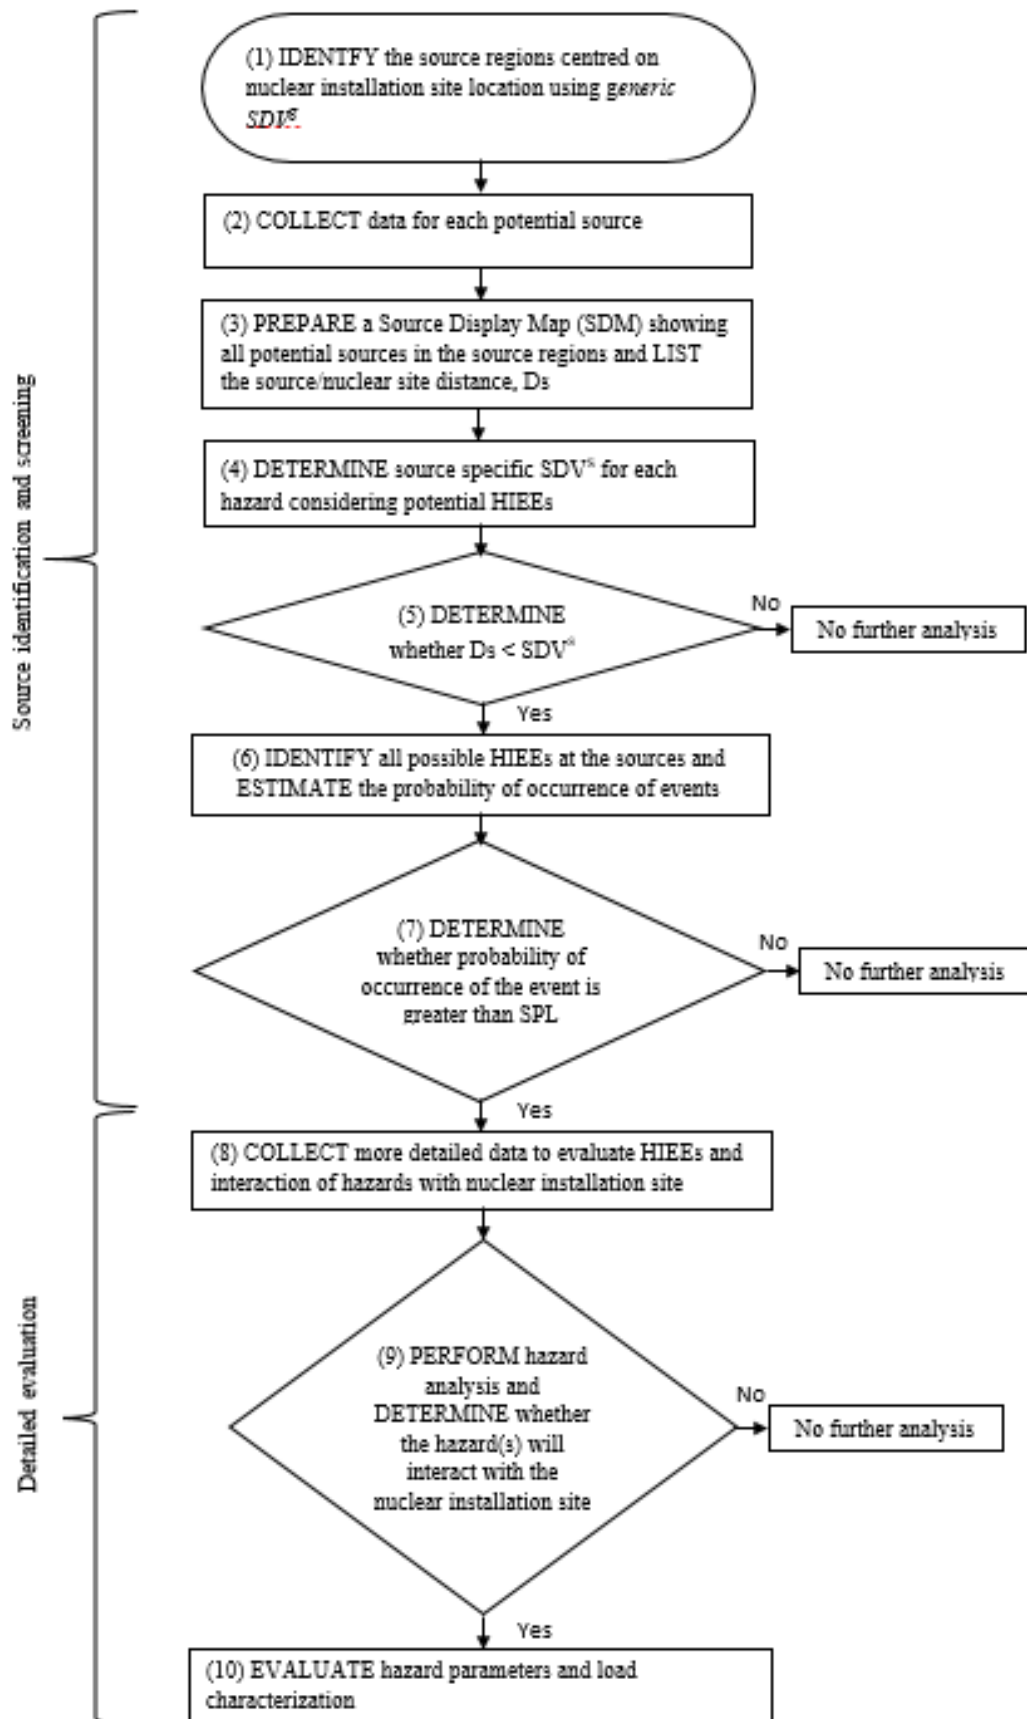 (1) IDENTFY the source regions centred on
nuclear installation site location using generic
SDVᵍ
(2) COLLECT data for each potential source
(3) PREPARE a Source Display Map (SDM) showing
all potential sources in the source regions and LIST
the source/nuclear site distance, Ds
(4) DETERMINE source specific SDVˢ for each
hazard considering potential HIEEs
Source identification and screening
(5) DETERMINE
whether Ds < SDVˢ
No
No further analysis
Yes
(6) IDENTIFY all possible HIEEs at the sources and
ESTIMATE the probability of occurrence of events
(7) DETERMINE
whether probability of
occurrence of the event is
greater than SPL
No
No further analysis
Yes
(8) COLLECT more detailed data to evaluate HIEEs and
interaction of hazards with nuclear installation site
Detailed evaluation
(9) PERFORM hazard
analysis and
DETERMINE whether
the hazard(s) will
interact with the
nuclear installation site
No
No further analysis
Yes
(10) EVALUATE hazard parameters and load
characterization